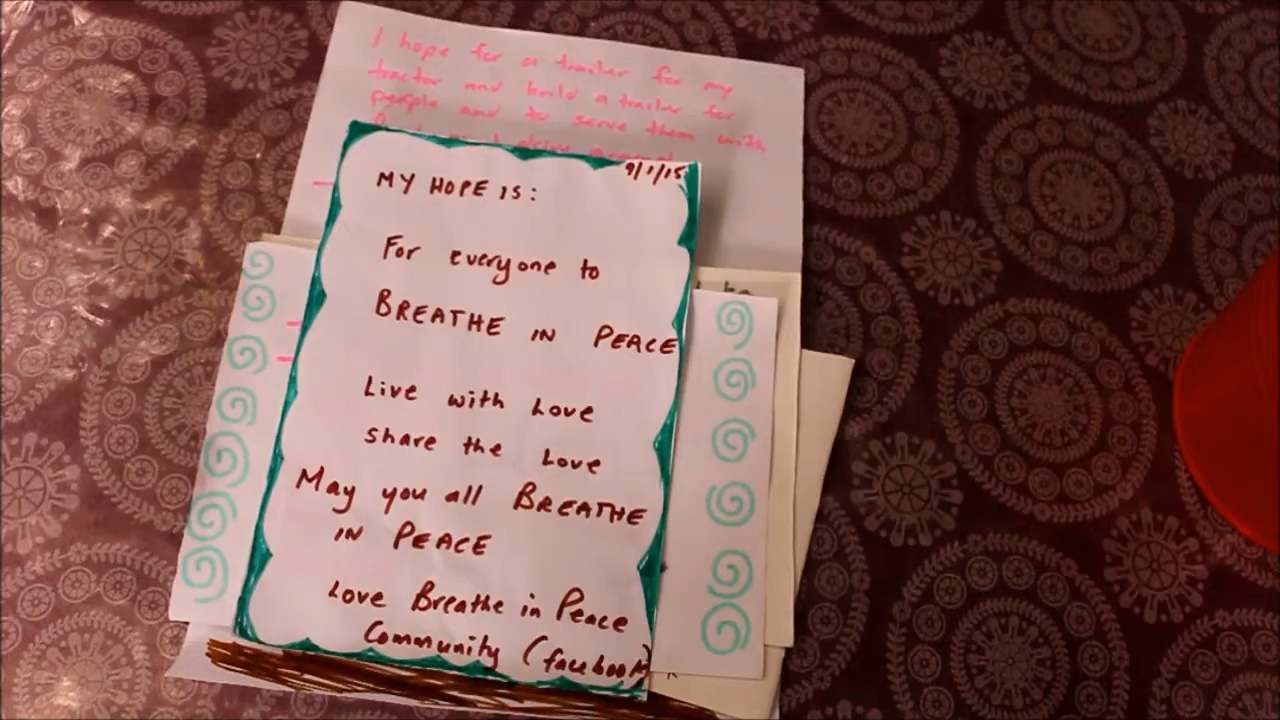 I hope for a trailer for my
tractor and build a trailer for
people and to serve them with
9/1/15
MY HOPE IS:
For everyone to
BREATHE IN PEACE
Live with Love
share the Love
May you all BREATHE
IN PEACE
Love Breathe in Peace
Community (facebook)